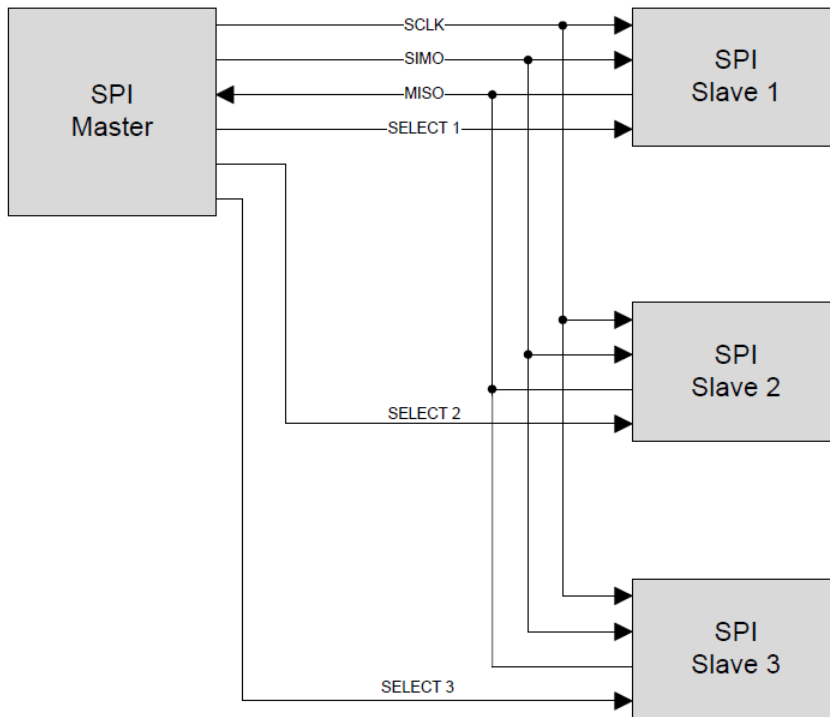 SPI
Master
SCLK
SIMO
MISO
SELECT 1
SPI
Slave 1
SPI
Slave 2
SELECT 2
SPI
Slave 3
SELECT 3